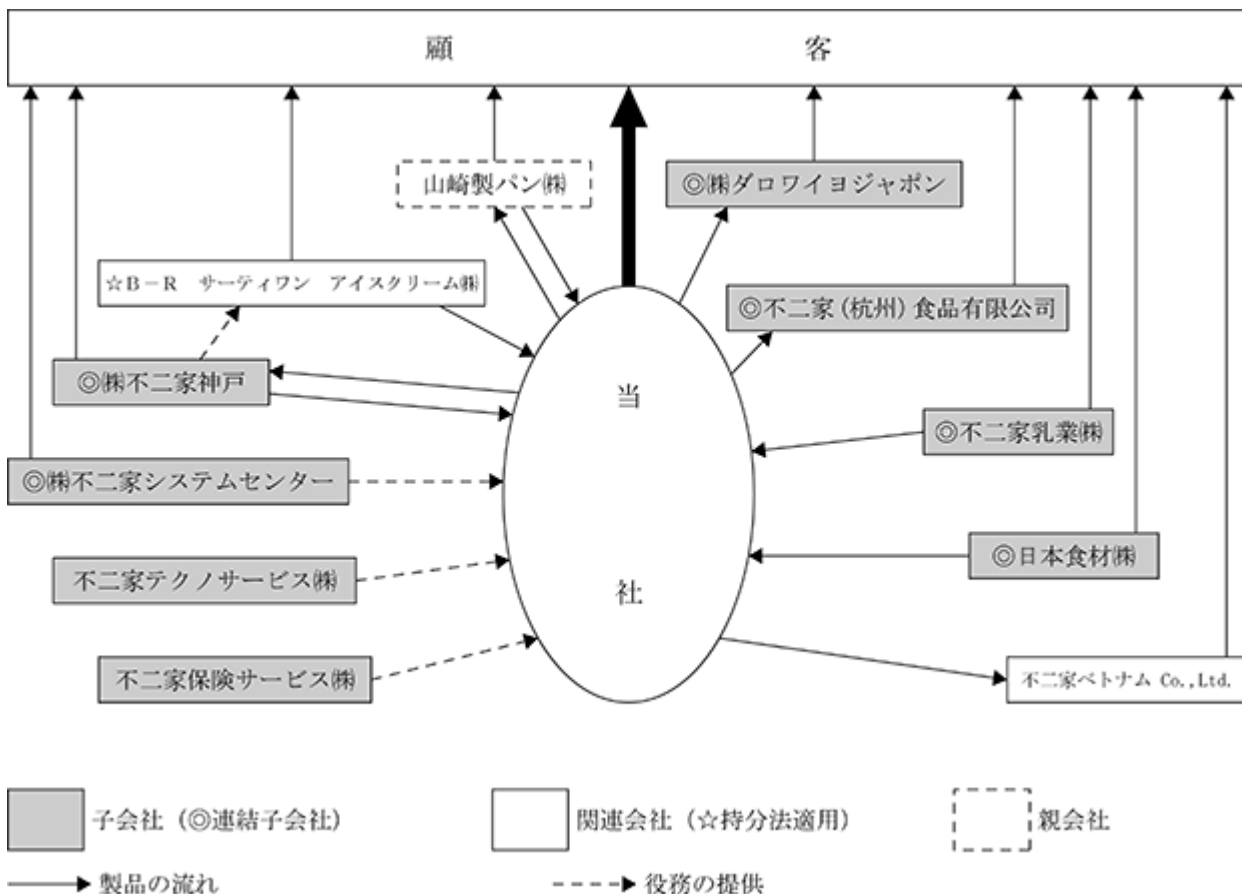 顧客
山崎製パン㈱
◎㈱ダロワイヨジャポン
☆B－R サーティワン アイスクリーム㈱
◎不二家(杭州)食品有限公司
◎㈱不二家神戸
当社
◎不二家乳業㈱
◎㈱不二家システムセンター
◎日本食材㈱
不二家テクノサービス㈱
不二家保険サービス㈱
不二家ベトナム Co.,Ltd.
子会社（◎連結子会社）
関連会社（☆持分法適用）
親会社
製品の流れ
役務の提供